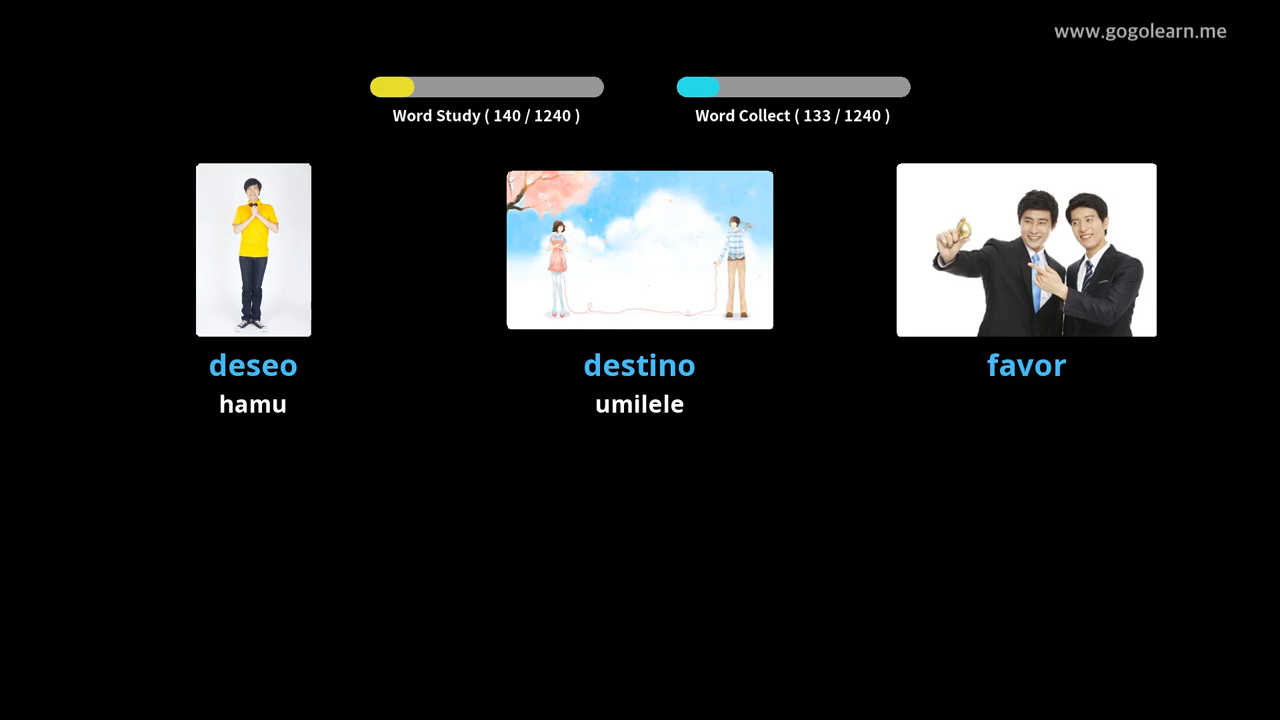 www.gogolearn.me
Word Study ( 140 / 1240 )
Word Collect ( 133 / 1240 )
deseo
hamu
destino
umilele
favor